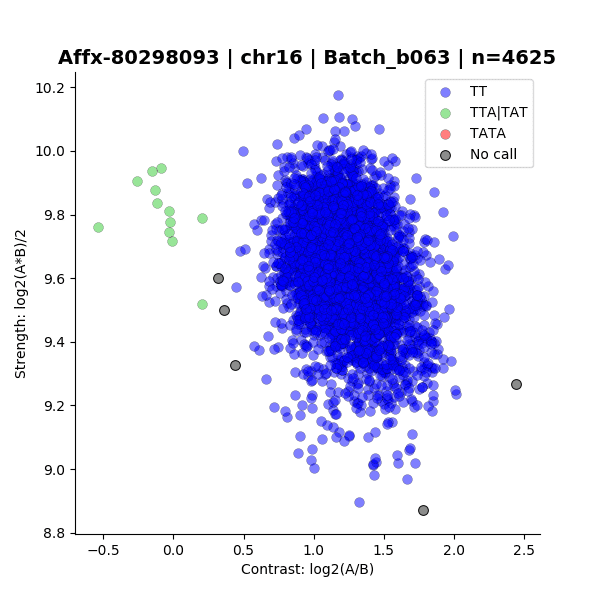 Affx-80298093 | chr16 | Batch_b063 | n=4625
TT
TTA|TAT
TATA
No call
10.2
10.0
9.8
9.6
9.4
9.2
9.0
8.8
Strength: log2(A*B)/2
−0.5
0.0
0.5
1.0
1.5
2.0
2.5
Contrast: log2(A/B)